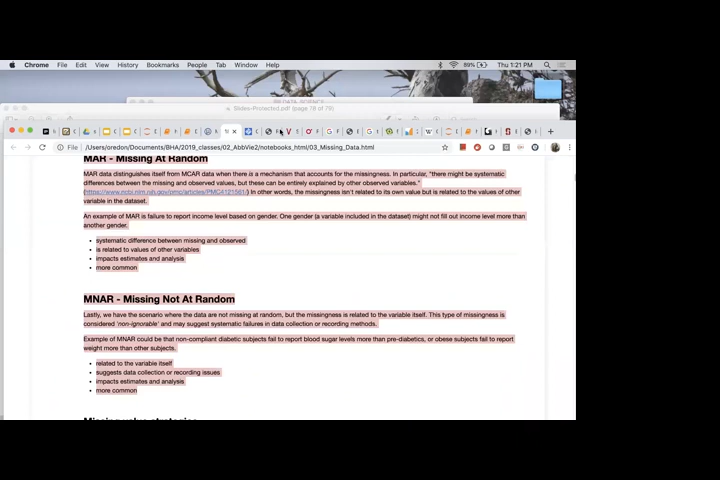 Chrome File Edit View History Bookmarks People Tab Window Help 89% Thu 1:21 PM
Slides-Protected.pdf (page 78 of 79)
File /Users/oredon/Documents/BHA/2019_classes/02_AbbVie2/notebooks_html/03_Missing_Data.html
MAR - Missing At Random
MAR data distinguishes itself from MCAR data when there is a mechanism that accounts for the missingness. In particular, "there might be systematic
differences between the missing and observed values, but these can be entirely explained by other observed variables."
(https://www.ncbi.nlm.nih.gov/pmc/articles/PMC4121561/) In other words, the missingness isn't related to its own value but is related to the values of other
variable in the dataset.
An example of MAR is failure to report income level based on gender. One gender (a variable included in the dataset) might not fill out income level more than
another gender.
• systematic difference between missing and observed
• is related to values of other variables
• impacts estimates and analysis
• more common
MNAR - Missing Not At Random
Lastly, we have the scenario where the data are not missing at random, but the missingness is related to the variable itself. This type of missingness is
considered 'non-ignorable' and may suggest systematic failures in data collection or recording methods.
Example of MNAR could be that non-compliant diabetic subjects fail to report blood sugar levels more than pre-diabetics, or obese subjects fail to report
weight more than other subjects.
• related to the variable itself
• suggests data collection or recording issues
• impacts estimates and analysis
• more common
Missing value strategies